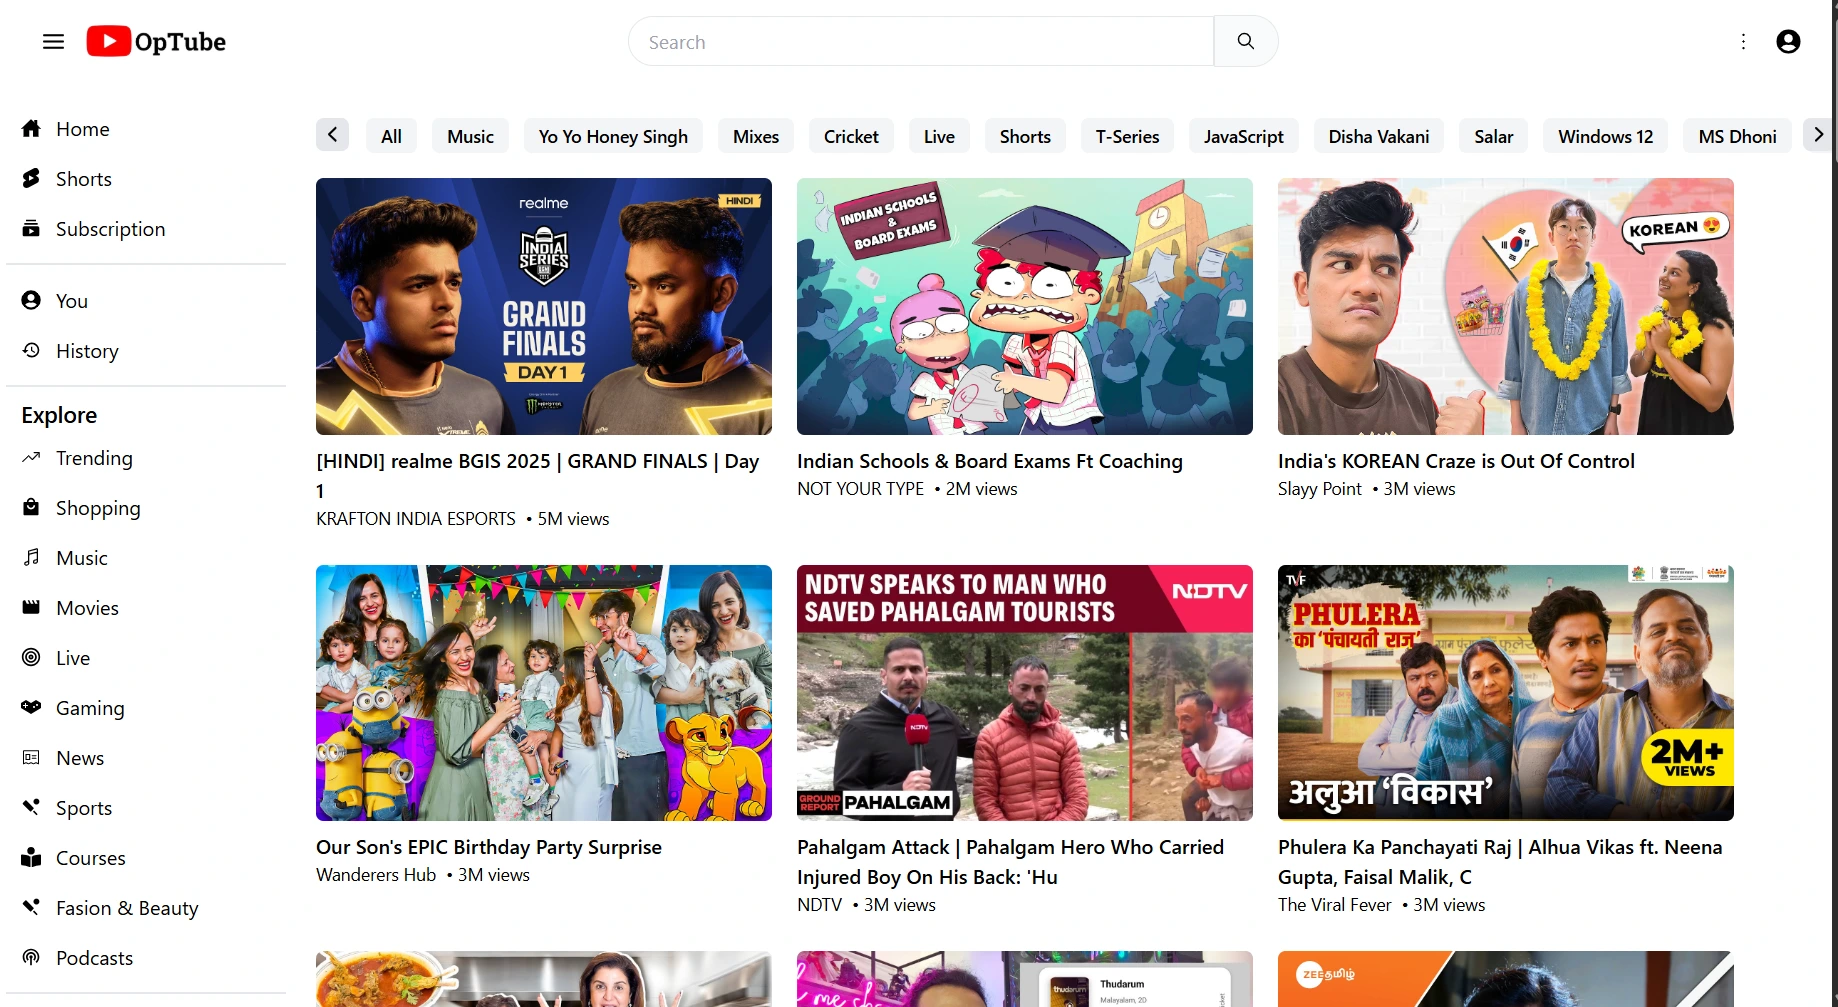 OpTube
Search
Home
Shorts
Subscription
You
History
Explore
Trending
Shopping
Music
Movies
Live
Gaming
News
Sports
Courses
Fasion & Beauty
Podcasts
All
Music
Yo Yo Honey Singh
Mixes
Cricket
Live
Shorts
T-Series
JavaScript
Disha Vakani
Salar
Windows 12
MS Dhoni
realme
HINDI
INDIA
SERIES
GRAND
FINALS
DAY 1
[HINDI] realme BGIS 2025 | GRAND FINALS | Day
1
KRAFTON INDIA ESPORTS • 5M views
INDIAN SCHOOLS
&
BOARD EXAMS
Indian Schools & Board Exams Ft Coaching
NOT YOUR TYPE • 2M views
KOREAN 😍
India's KOREAN Craze is Out Of Control
Slayy Point • 3M views
Our Son's EPIC Birthday Party Surprise
Wanderers Hub • 3M views
NDTV SPEAKS TO MAN WHO
SAVED PAHALGAM TOURISTS
NDTV
NDTV
GROUND
REPORT
PAHALGAM
Pahalgam Attack | Pahalgam Hero Who Carried
Injured Boy On His Back: 'Hu
NDTV • 3M views
TVF
PHULERA
का 'पंचायती राज'
2M+
VIEWS
अलुआ 'विकास'
Phulera Ka Panchayati Raj | Alhua Vikas ft. Neena
Gupta, Faisal Malik, C
The Viral Fever • 3M views
me sh
thudarum
Thudarum
Malayalam, 2D
ZEE தமிழ்